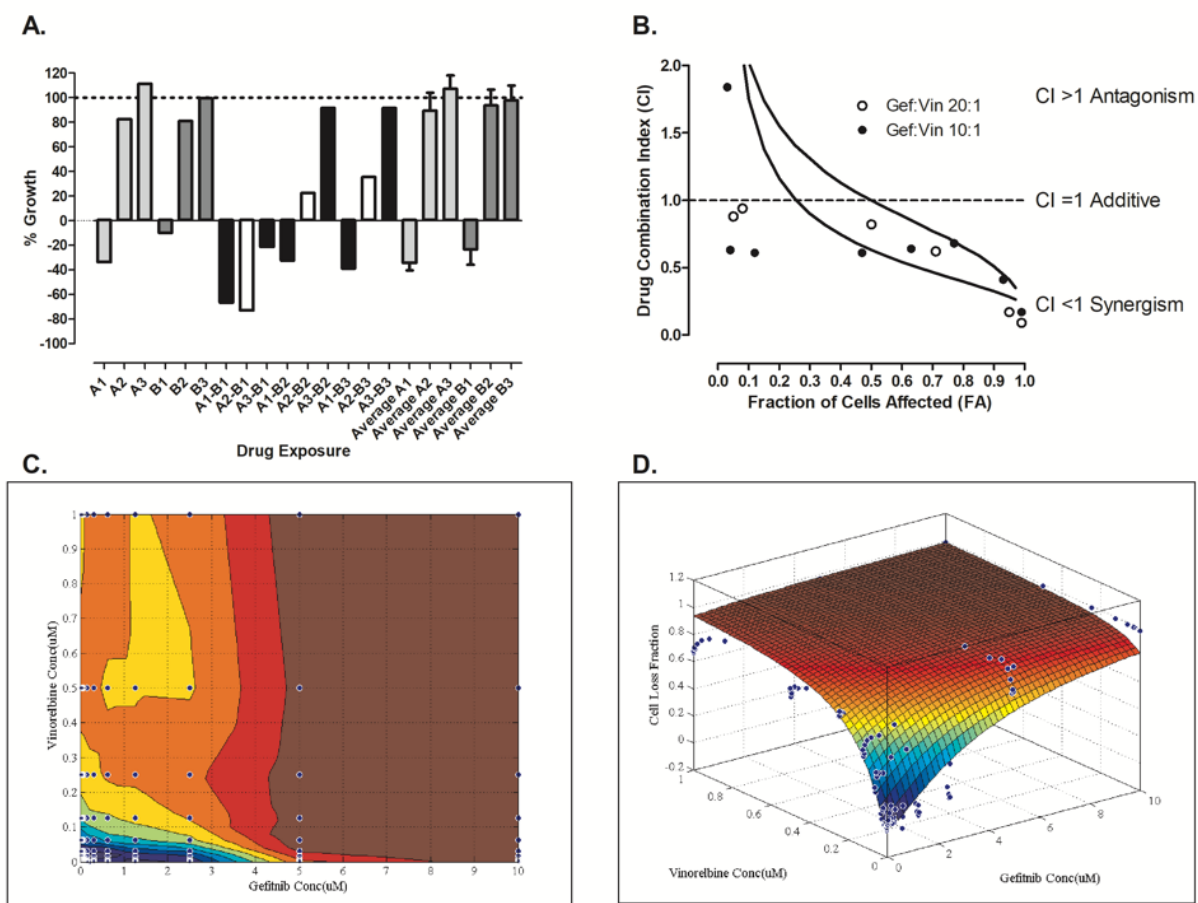 A.
120
100
80
60
40
20
0
-20
-40
-60
-80
-100
% Growth
A1
A2
A3
B1
B2
B3
A1-B1
A2-B1
A3-B1
A1-B2
A2-B2
A3-B2
A1-B3
A2-B3
A3-B3
Average A1
Average A2
Average A3
Average B1
Average B2
Average B3
Drug Exposure
B.
2.0
1.5
1.0
0.5
0.0
Drug Combination Index (CI)
Gef:Vin 20:1
Gef:Vin 10:1
CI >1 Antagonism
CI =1 Additive
CI <1 Synergism
0.0 0.1 0.2 0.3 0.4 0.5 0.6 0.7 0.8 0.9 1.0
Fraction of Cells Affected (FA)
C.
1
0.9
0.8
0.7
0.6
0.5
0.4
0.3
0.2
0.1
0
Vinorelbine Conc(uM)
0 1 2 3 4 5 6 7 8 9 10
Gefitnib Conc(uM)
D.
1.2
1
0.8
0.6
0.4
0.2
0
-0.2
Cell Loss Fraction
1
0.8
0.6
0.4
0.2
0
Vinorelbine Conc(uM)
0
2
4
6
8
10
Gefitnib Conc(uM)